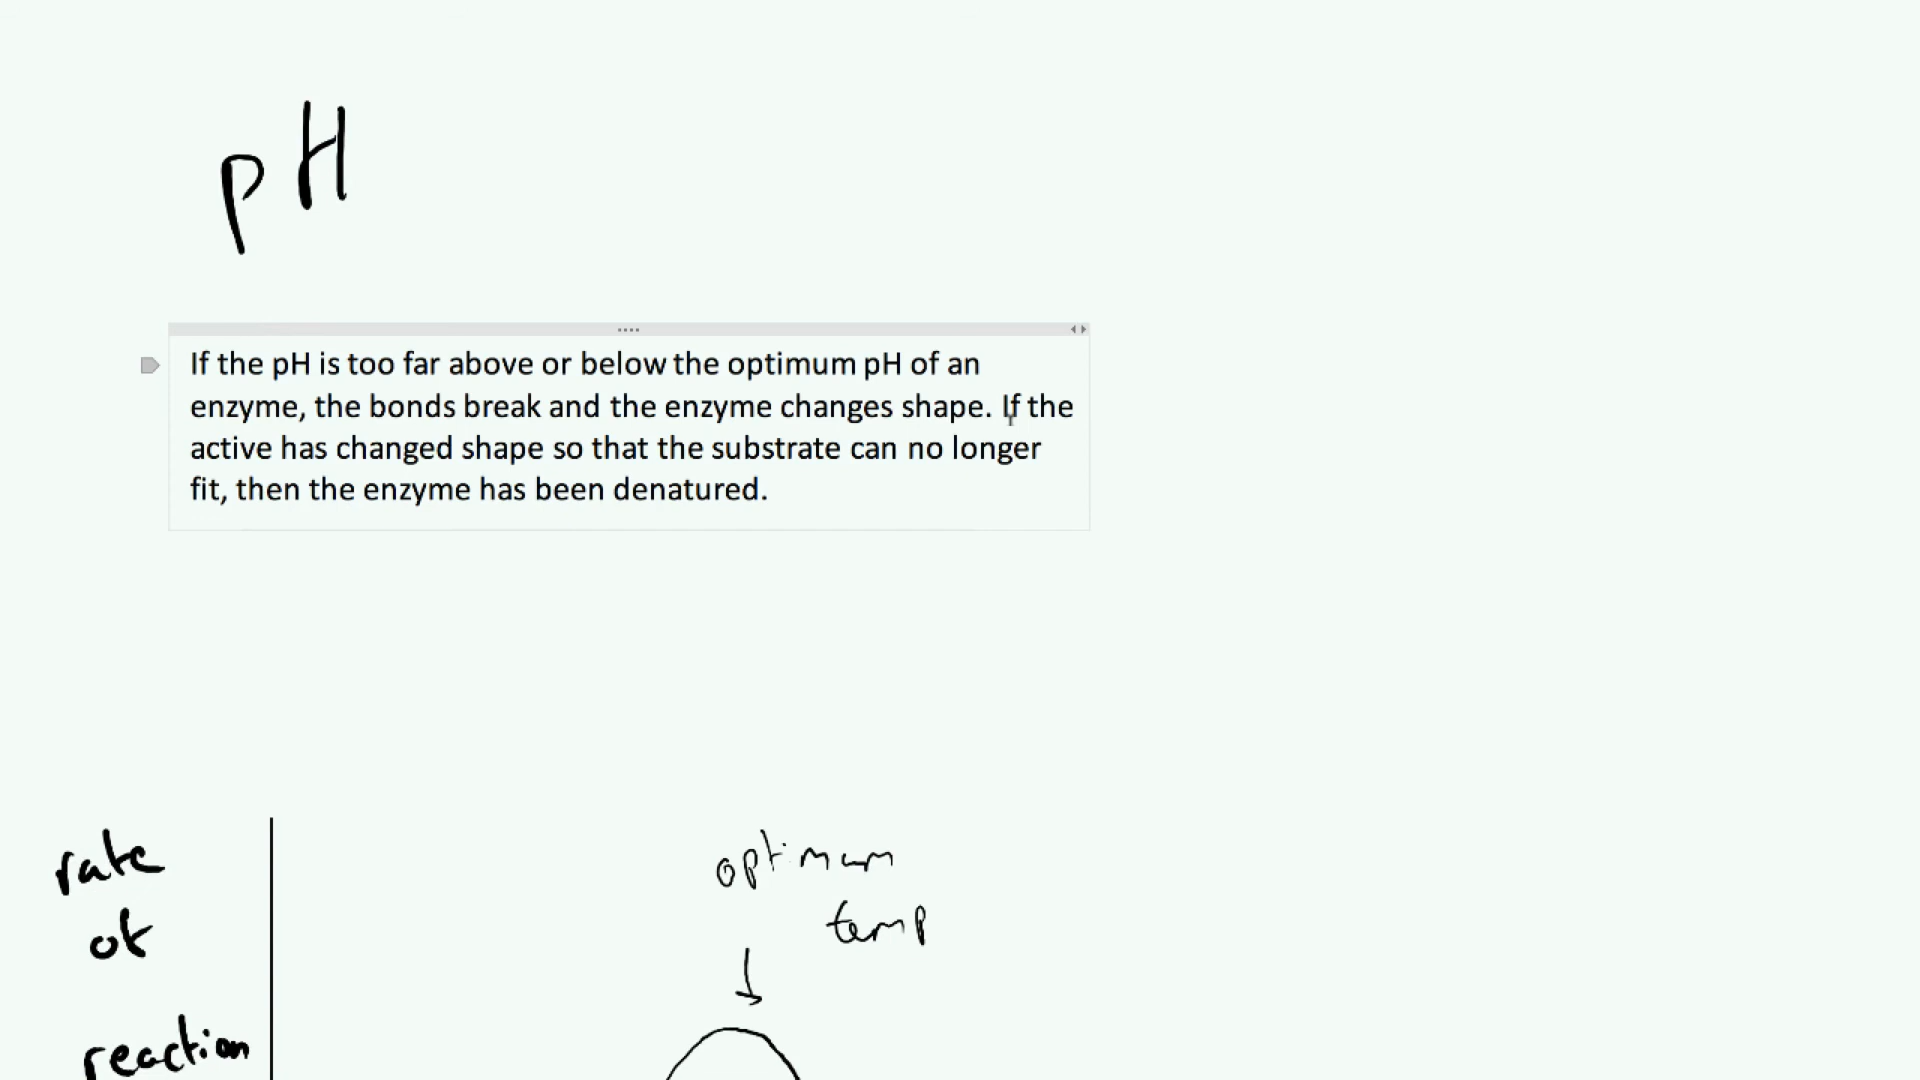 pH
If the pH is too far above or below the optimum pH of an
enzyme, the bonds break and the enzyme changes shape. If the
active has changed shape so that the substrate can no longer
fit, then the enzyme has been denatured.
rate
of
reaction
optimum
temp